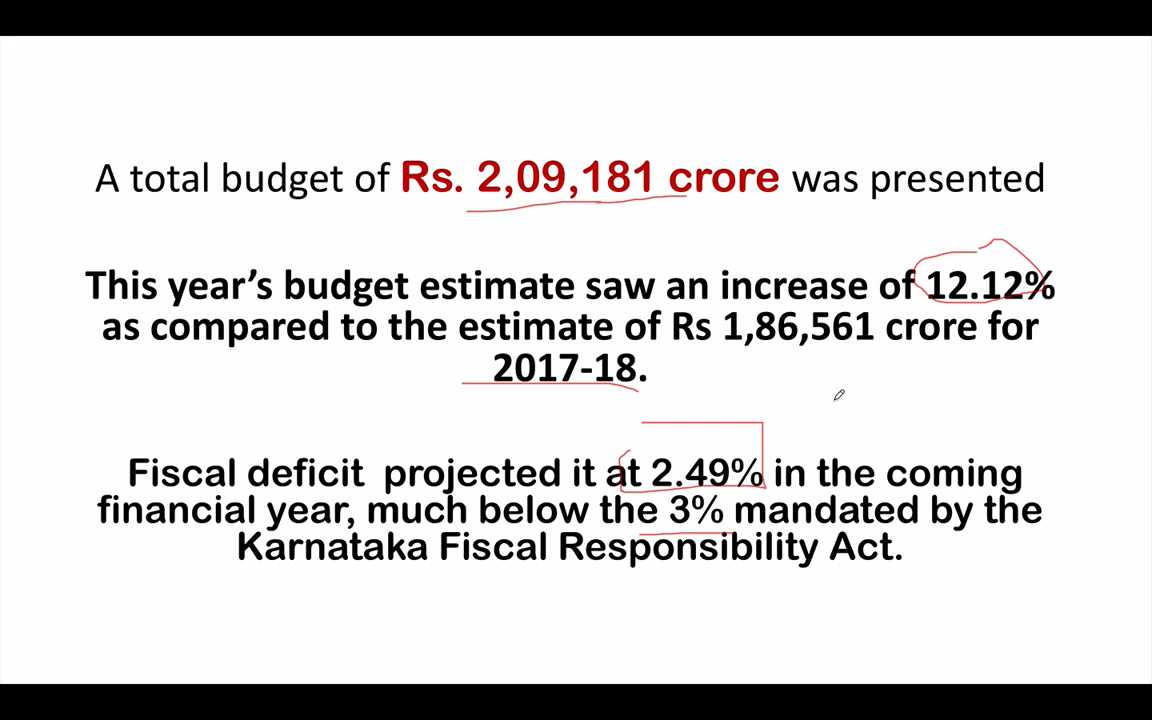 A total budget of Rs. 2,09,181 crore was presented
This year’s budget estimate saw an increase of 12.12%
as compared to the estimate of Rs 1,86,561 crore for
2017-18.
Fiscal deficit projected it at 2.49% in the coming
financial year, much below the 3% mandated by the
Karnataka Fiscal Responsibility Act.